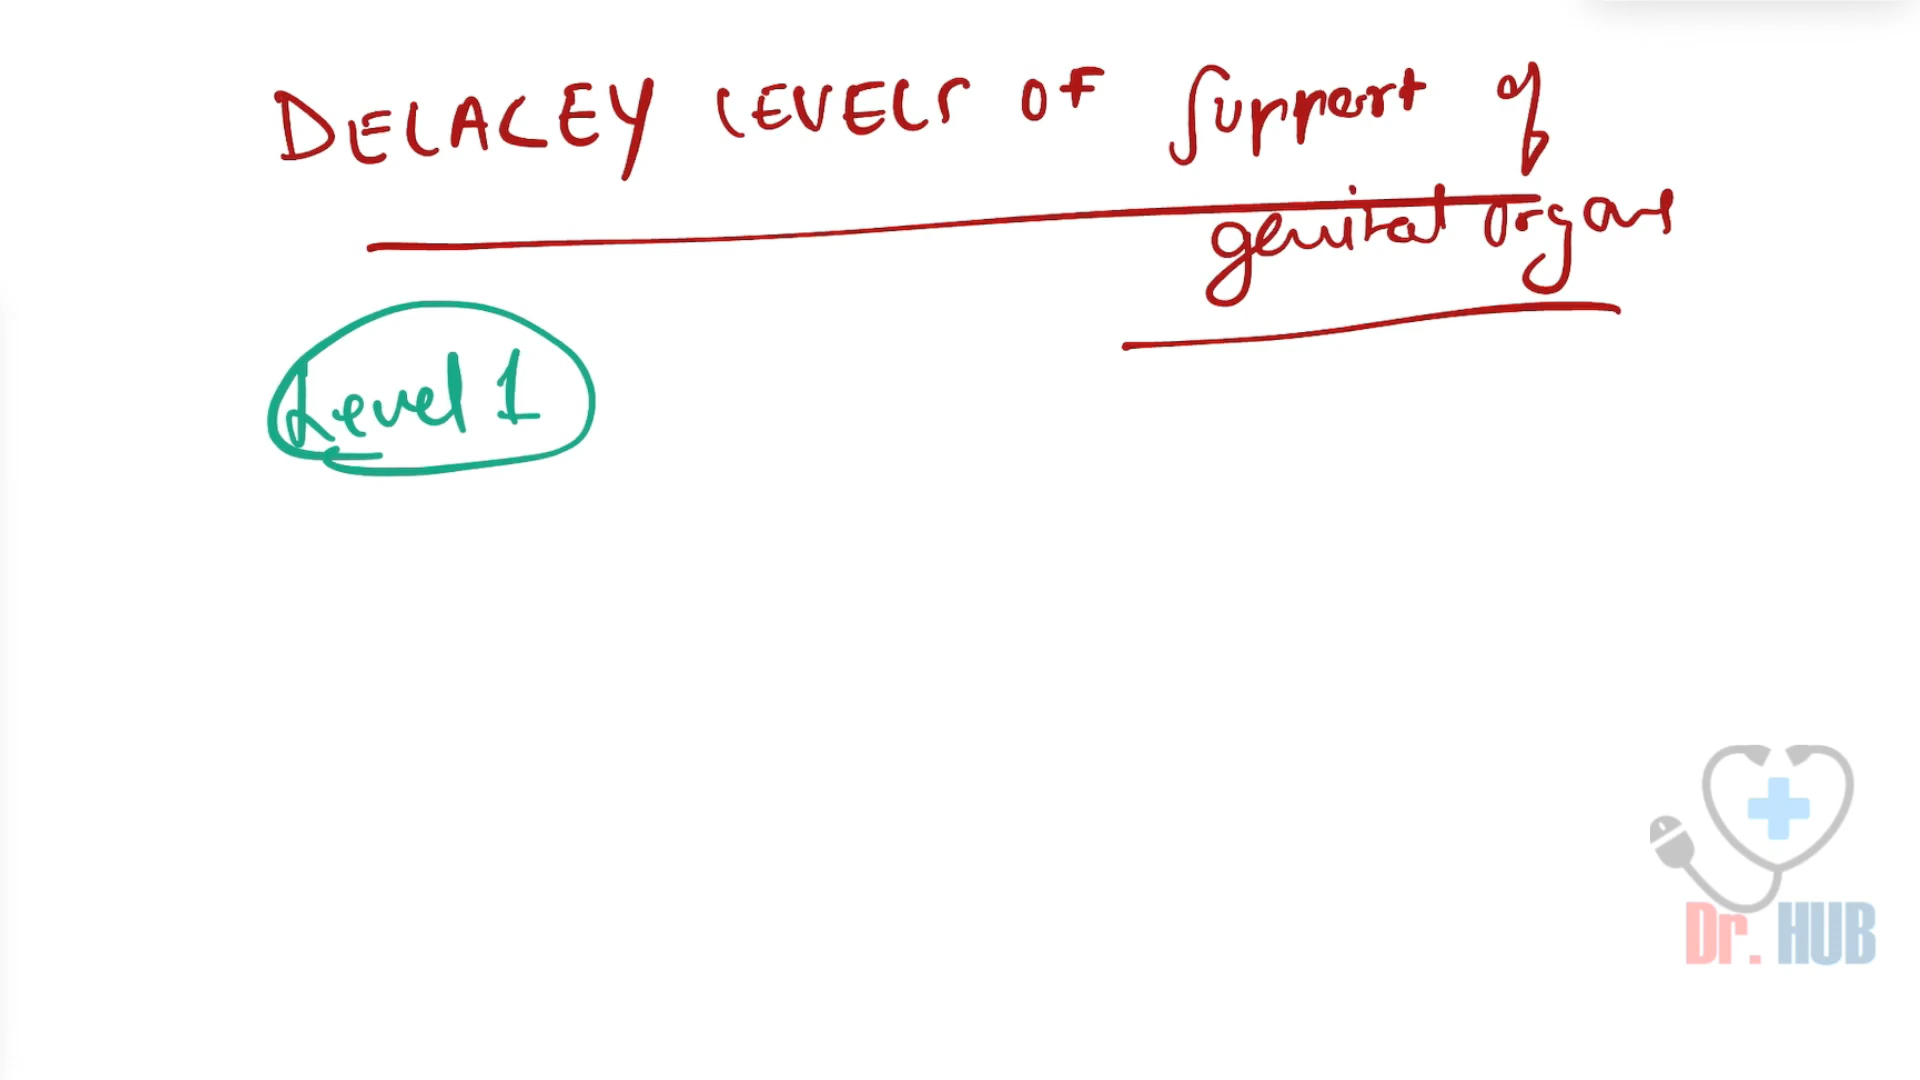 DELACEY LEVELS OF Support of
genital organs
Level 1
Dr. HUB